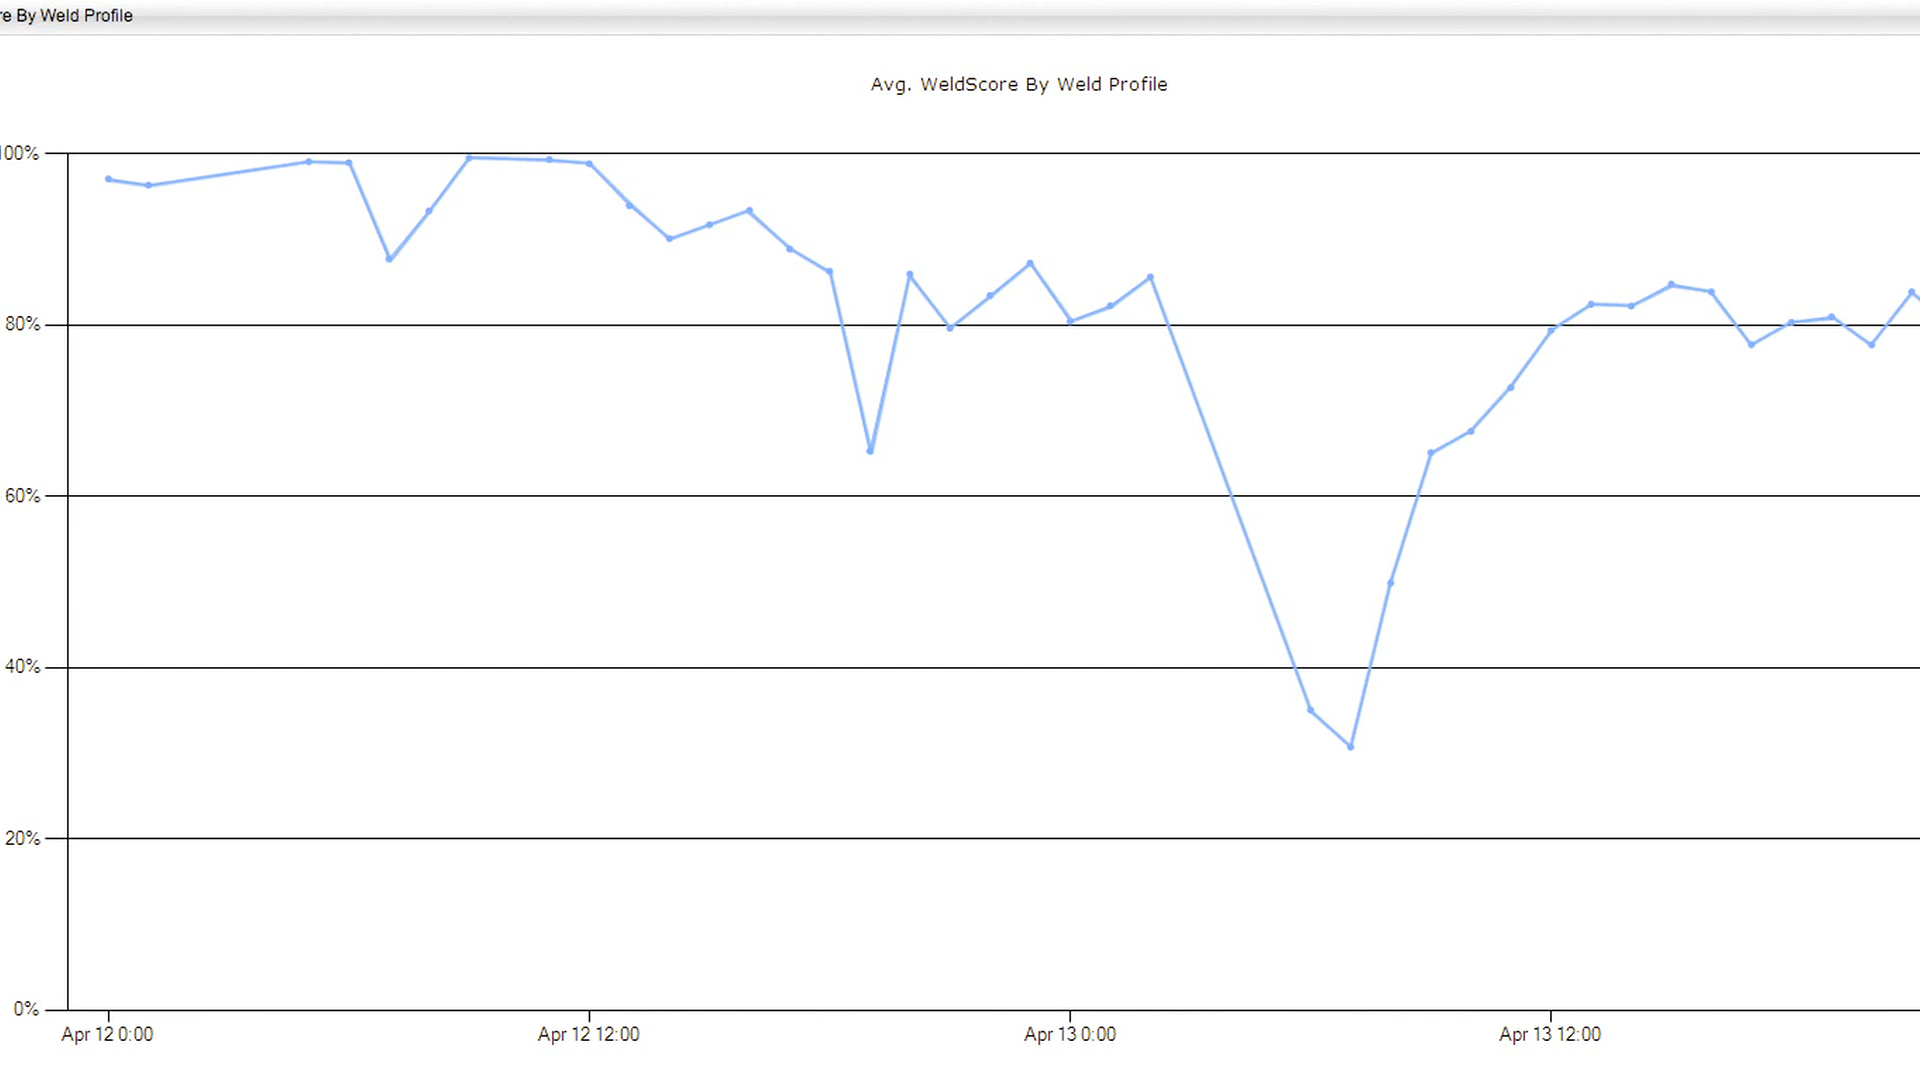 re By Weld Profile
Avg. WeldScore By Weld Profile
100%
80%
60%
40%
20%
0%
Apr 12 0:00 Apr 12 12:00 Apr 13 0:00 Apr 13 12:00